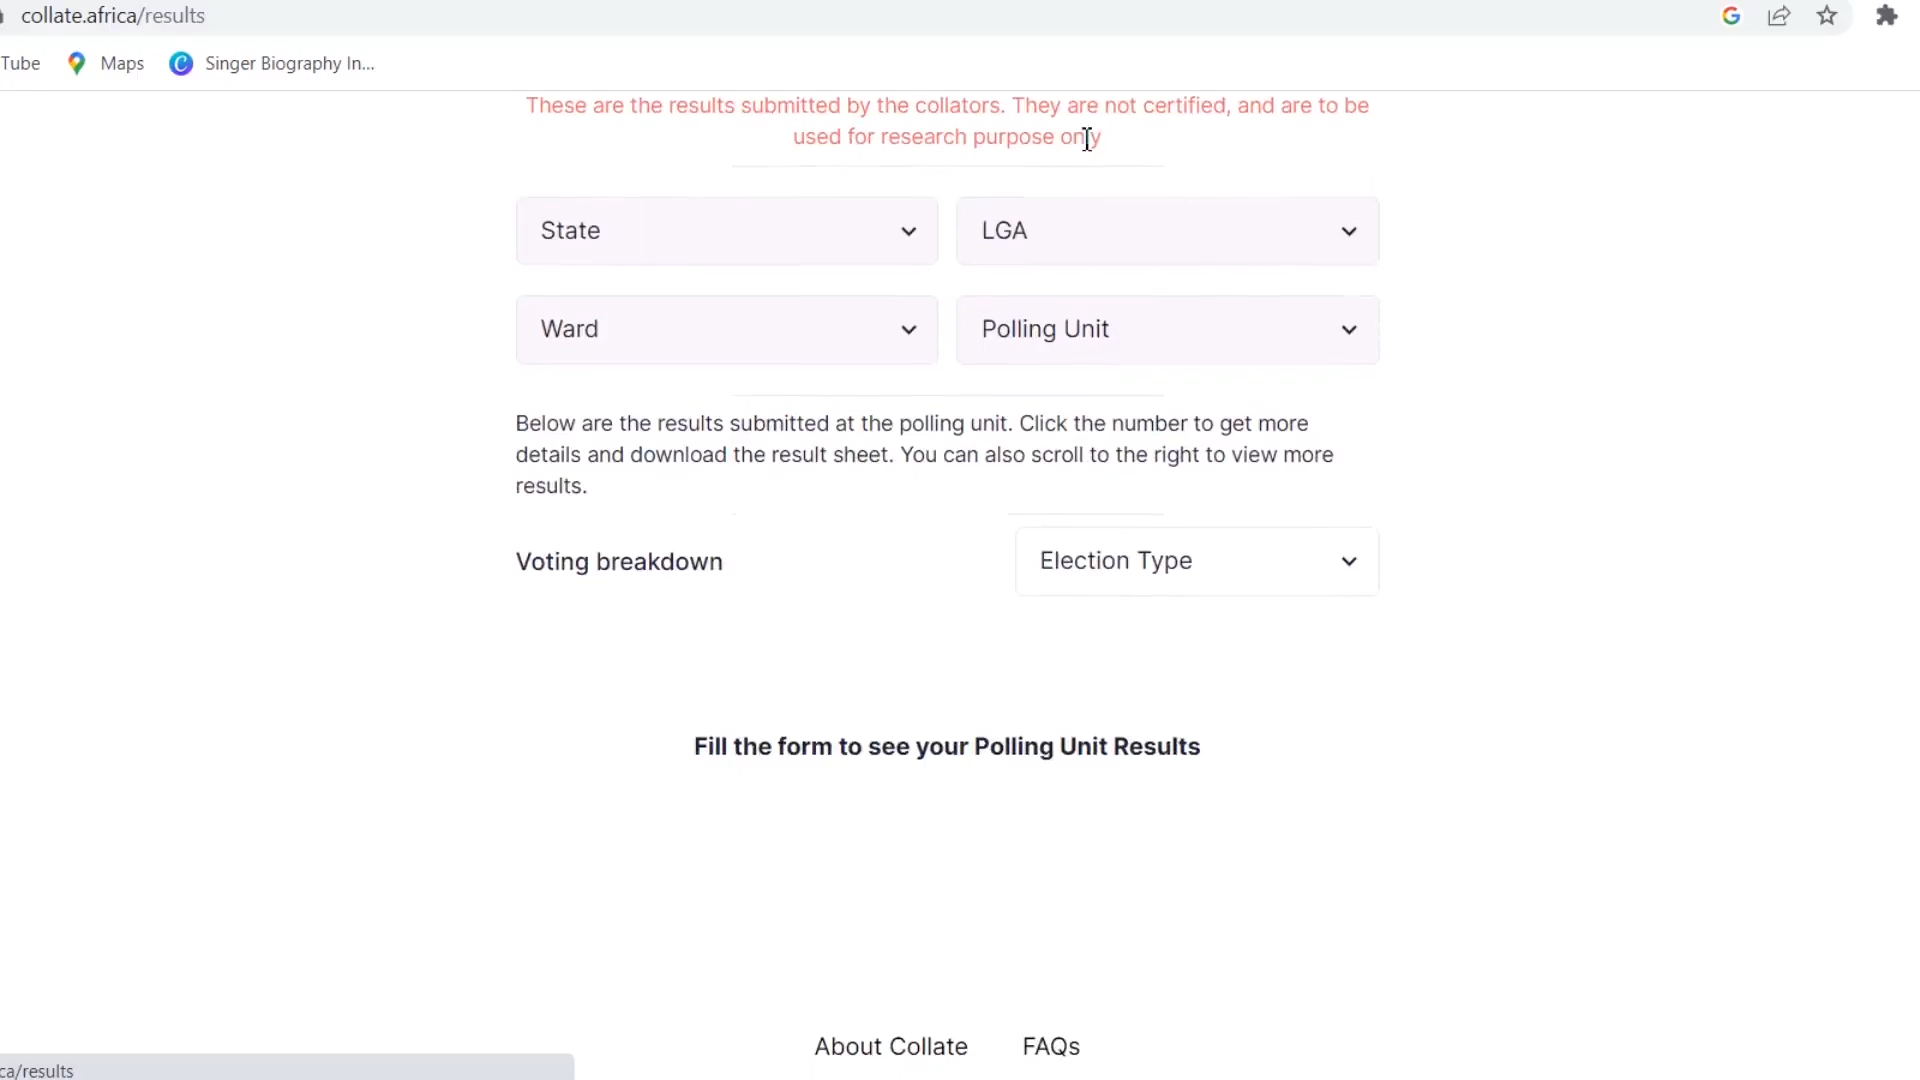 collate.africa/results
Tube Maps Singer Biography In...
These are the results submitted by the collators. They are not certified, and are to be
used for research purpose only
State LGA
Ward Polling Unit
Below are the results submitted at the polling unit. Click the number to get more
details and download the result sheet. You can also scroll to the right to view more
results.
Voting breakdown Election Type
Fill the form to see your Polling Unit Results
About Collate FAQs
ca/results